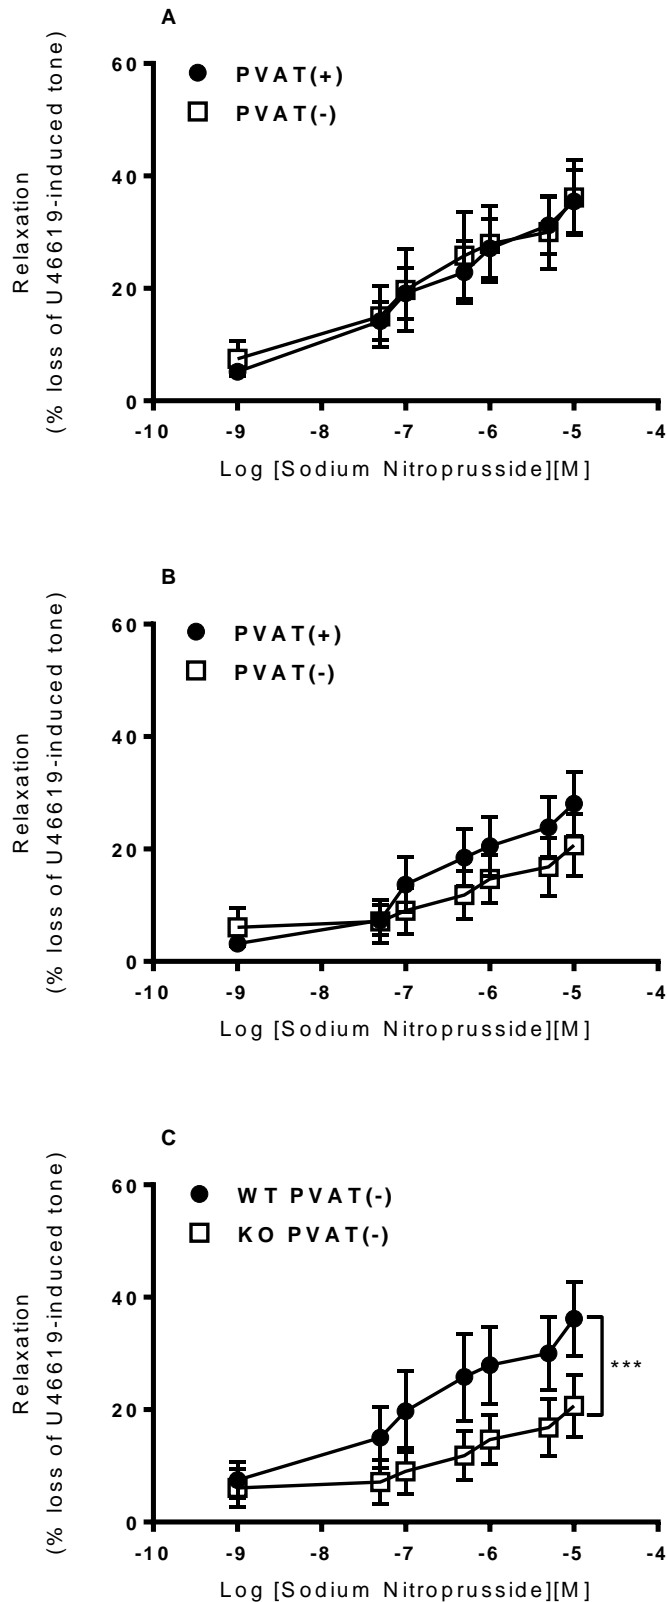 A
Relaxation
(% loss of U46619-induced tone)
60
40
20
0
PVAT(+)
PVAT(-)
-10 -9 -8 -7 -6 -5 -4
Log [Sodium Nitroprusside][M]
B
Relaxation
(% loss of U46619-induced tone)
60
40
20
0
PVAT(+)
PVAT(-)
-10 -9 -8 -7 -6 -5 -4
Log [Sodium Nitroprusside][M]
C
Relaxation
(% loss of U46619-induced tone)
60
40
20
0
WT PVAT(-)
KO PVAT(-)
***
-10 -9 -8 -7 -6 -5 -4
Log [Sodium Nitroprusside][M]